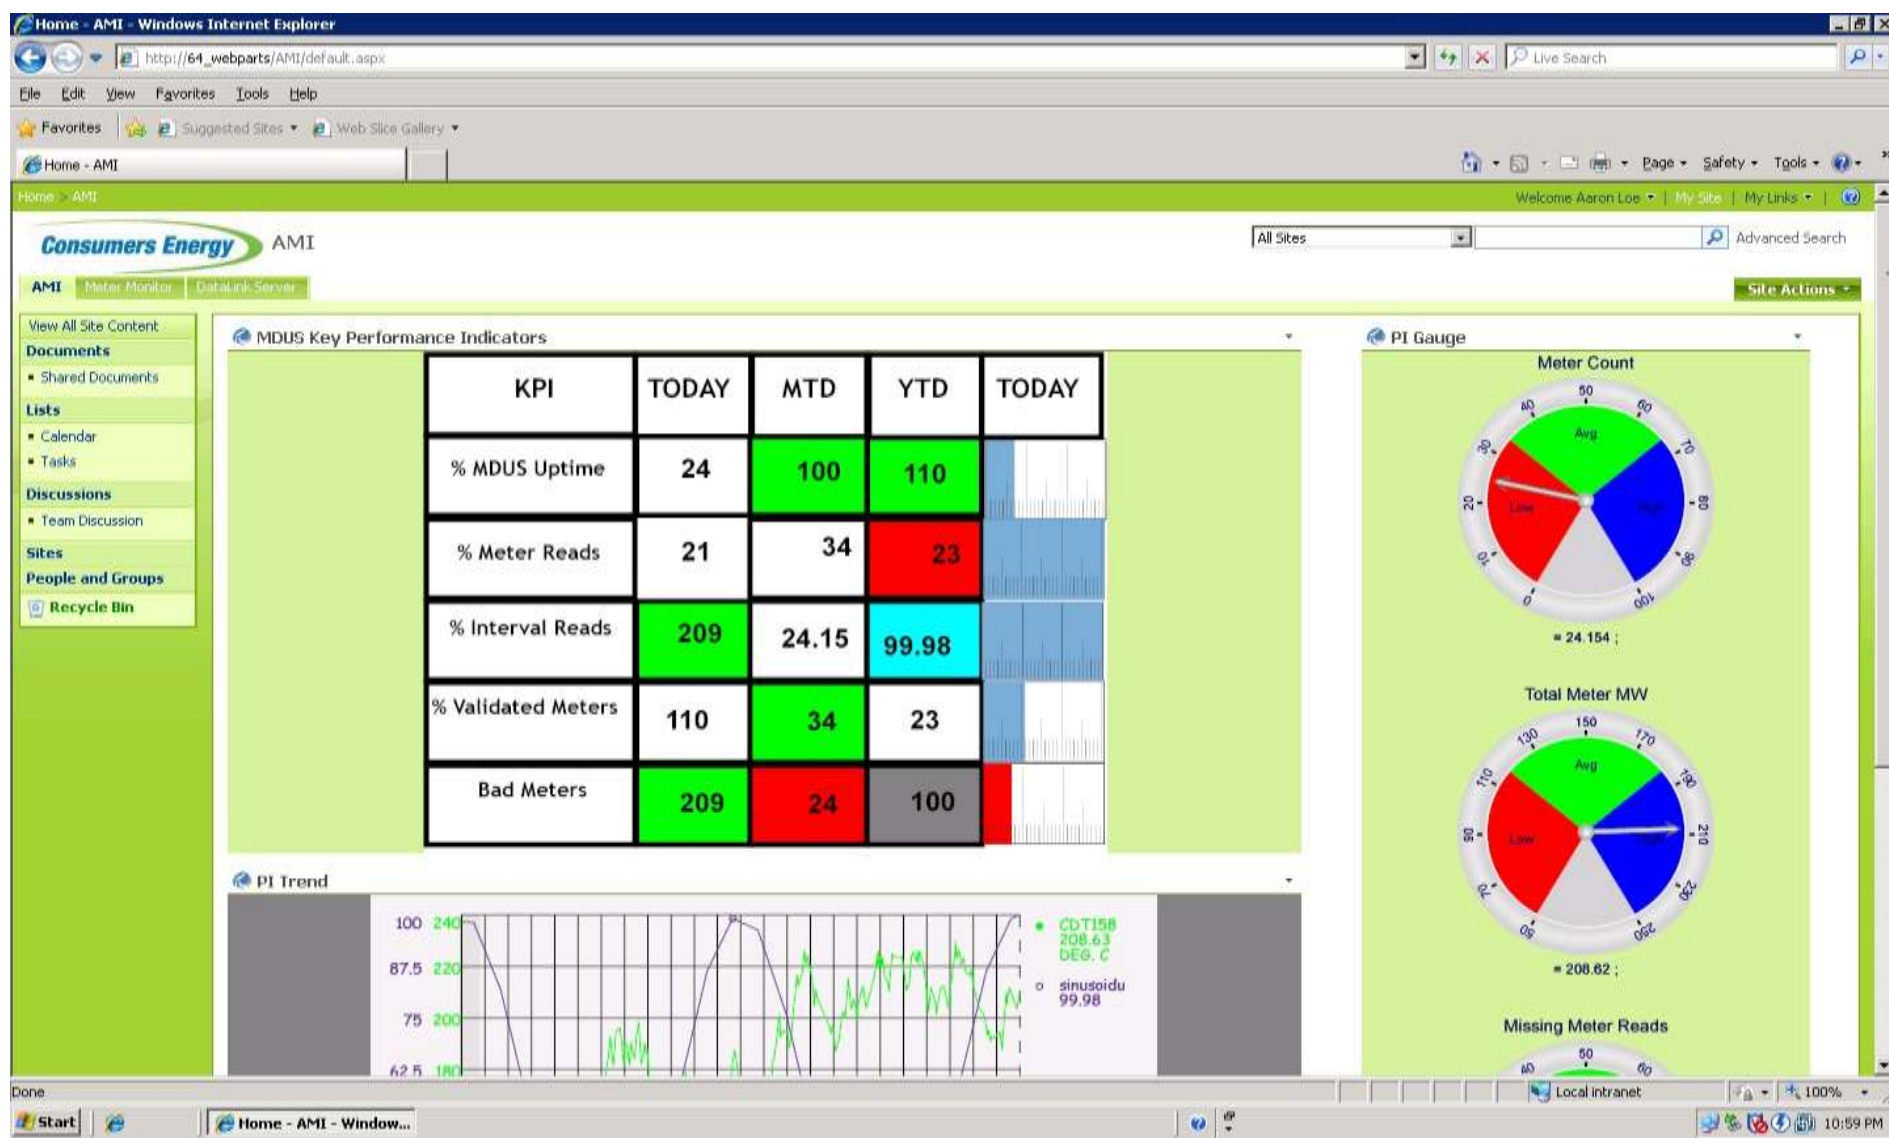 Home - AMI - Windows Internet Explorer
http://64_webparts/AMI/default.aspx
Live Search
File Edit View Favorites Tools Help
Favorites Suggested Sites Web Slice Gallery
Home - AMI
Page Safety Tools
Home > AMI
Welcome Aaron Loe | My Site | My Links |
Consumers Energy AMI
All Sites
Advanced Search
AMI Meter Monitor DataLink Server
Site Actions
View All Site Content
Documents
Shared Documents
Lists
Calendar
Tasks
Discussions
Team Discussion
Sites
People and Groups
Recycle Bin
MDUS Key Performance Indicators
KPI TODAY MTD YTD TODAY
% MDUS Uptime 24 100 110
% Meter Reads 21 34 23
% Interval Reads 209 24.15 99.98
% Validated Meters 110 34 23
Bad Meters 209 24 100
PI Trend
100 240
87.5 220
75 200
62.5 180
CDT158
208.63
DEG. C
sinusoidu
99.98
PI Gauge
Meter Count
0 10 20 30 40 50 60 70 80 90 100
Low Avg
= 24.154 ;
Total Meter MW
50 70 90 110 130 150 170 190 210 230 250
Low Avg
= 208.62 ;
Missing Meter Reads
40 50 60
Done
Local intranet
100%
Start
Home - AMI - Window...
10:59 PM